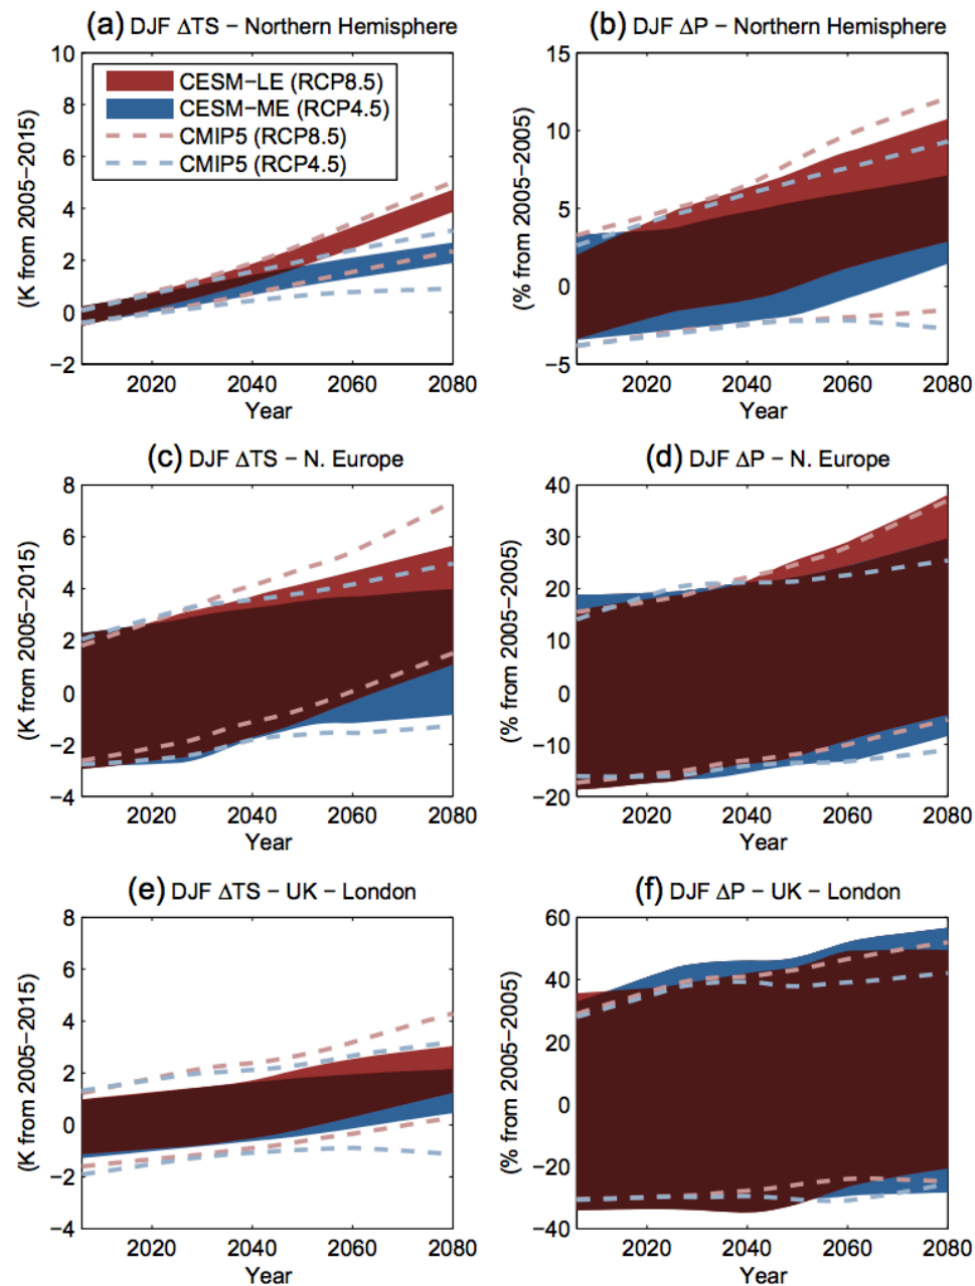 (a) DJF ΔTS − Northern Hemisphere
10
8
6
4
2
0
−2
(K from 2005−2015)
CESM−LE (RCP8.5)
CESM−ME (RCP4.5)
CMIP5 (RCP8.5)
CMIP5 (RCP4.5)
2020 2040 2060 2080
Year
(b) DJF ΔP − Northern Hemisphere
15
10
5
0
−5
(% from 2005−2005)
2020 2040 2060 2080
Year
(c) DJF ΔTS − N. Europe
8
6
4
2
0
−2
−4
(K from 2005−2015)
2020 2040 2060 2080
Year
(d) DJF ΔP − N. Europe
40
30
20
10
0
−10
−20
(% from 2005−2005)
2020 2040 2060 2080
Year
(e) DJF ΔTS − UK − London
8
6
4
2
0
−2
−4
(K from 2005−2015)
2020 2040 2060 2080
Year
(f) DJF ΔP − UK − London
60
40
20
0
−20
−40
(% from 2005−2005)
2020 2040 2060 2080
Year